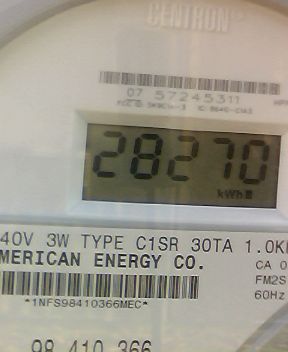 CENTRON
07 57245311
28270
kWh
40V 3W TYPE C1SR 30TA 1.0K
MERICAN ENERGY CO.
CA 0
FM2S
60Hz
*1NFS98410366MEC*
98 410 366